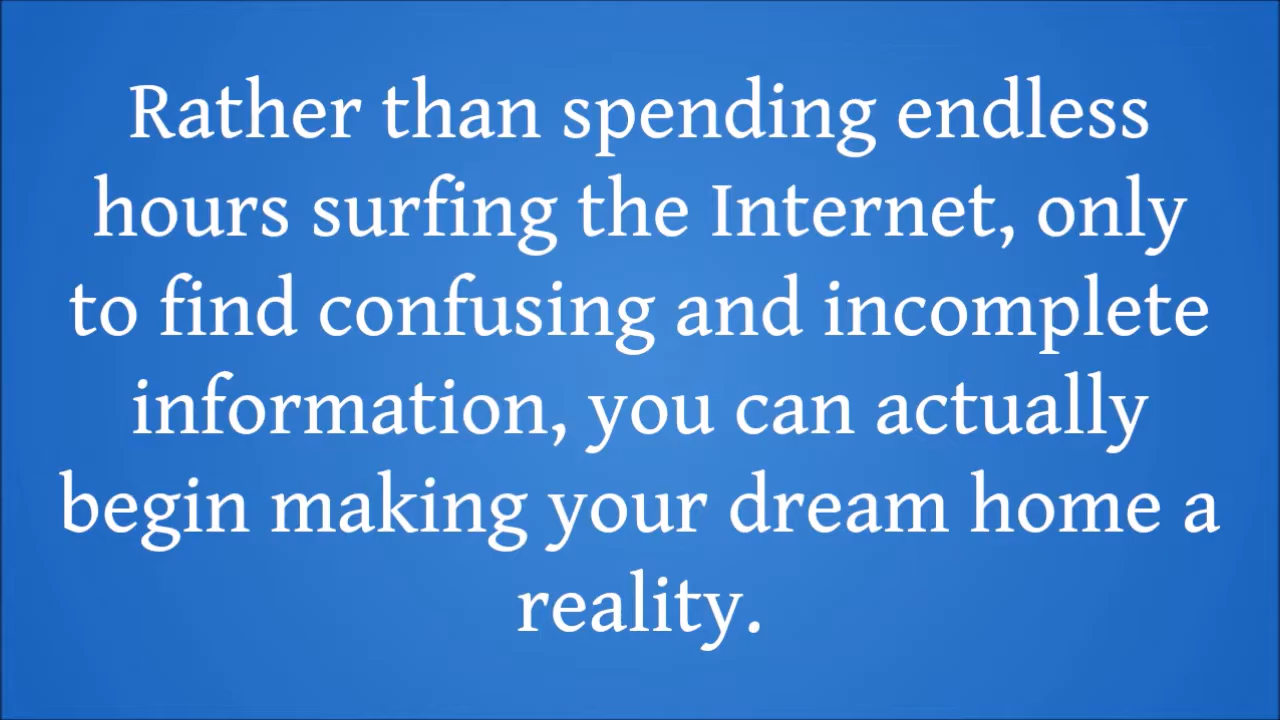 Rather than spending endless
hours surfing the Internet, only
to find confusing and incomplete
information, you can actually
begin making your dream home a
reality.